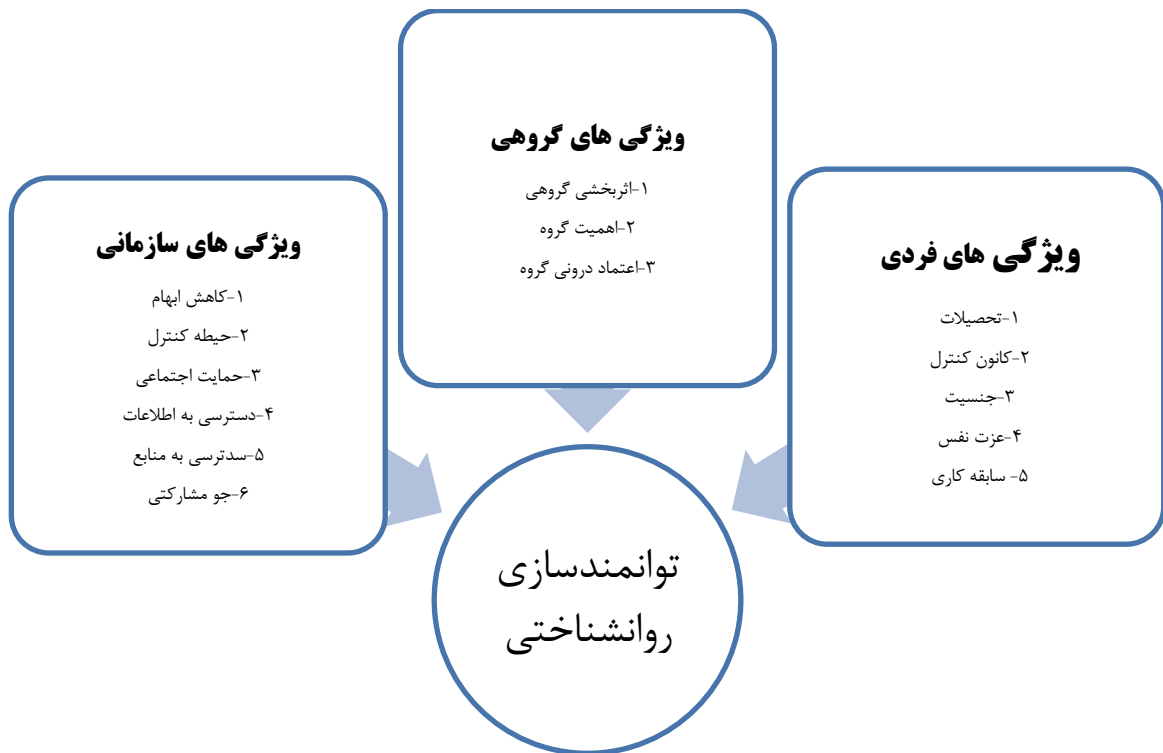 ویژگی های گروهی
۱-اثربخشی گروهی
۲-اهمیت گروه
۳-اعتماد درونی گروه
ویژگی های فردی
۱-تحصیلات
۲-کانون کنترل
۳-جنسیت
۴-عزت نفس
۵- سابقه کاری
ویژگی های سازمانی
۱-کاهش ابهام
۲-حیطه کنترل
۳-حمایت اجتماعی
۴-دسترسی به اطلاعات
۵-سدترسی به منابع
۶-جو مشارکتی
توانمندسازی
روانشناختی